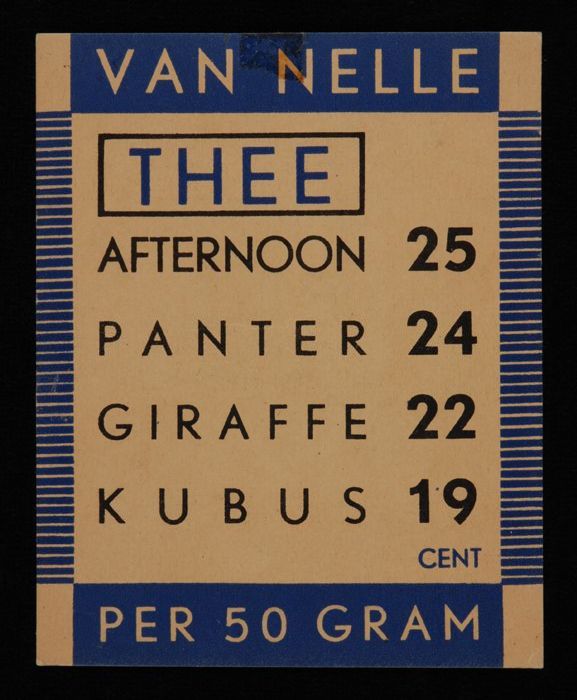 VAN NELLE
THEE
AFTERNOON 25
PANTER 24
GIRAFFE 22
KUBUS 19
CENT
PER 50 GRAM